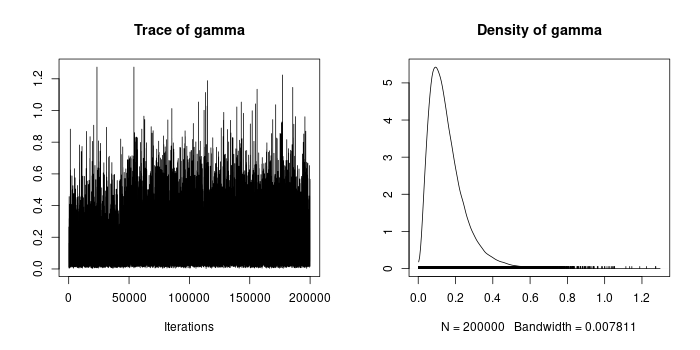 Trace of gamma
1.2
1.0
0.8
0.6
0.4
0.2
0.0
0 50000 100000 150000 200000
Iterations
Density of gamma
5
4
3
2
1
0
0.0 0.2 0.4 0.6 0.8 1.0 1.2
N = 200000 Bandwidth = 0.007811